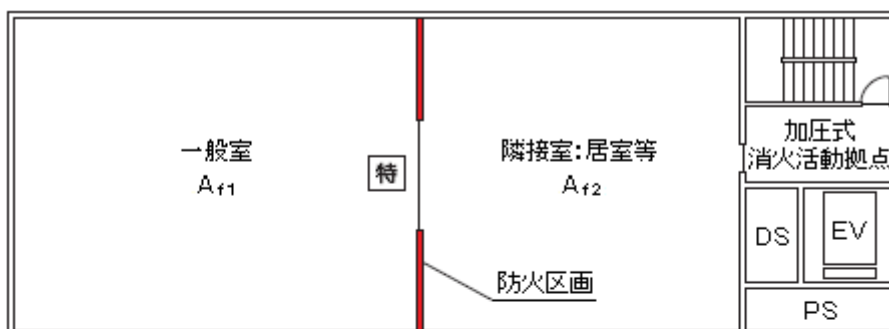 一般室
Af1
特
隣接室:居室等
Af2
加圧式
消火活動拠点
DS
EV
防火区画
PS